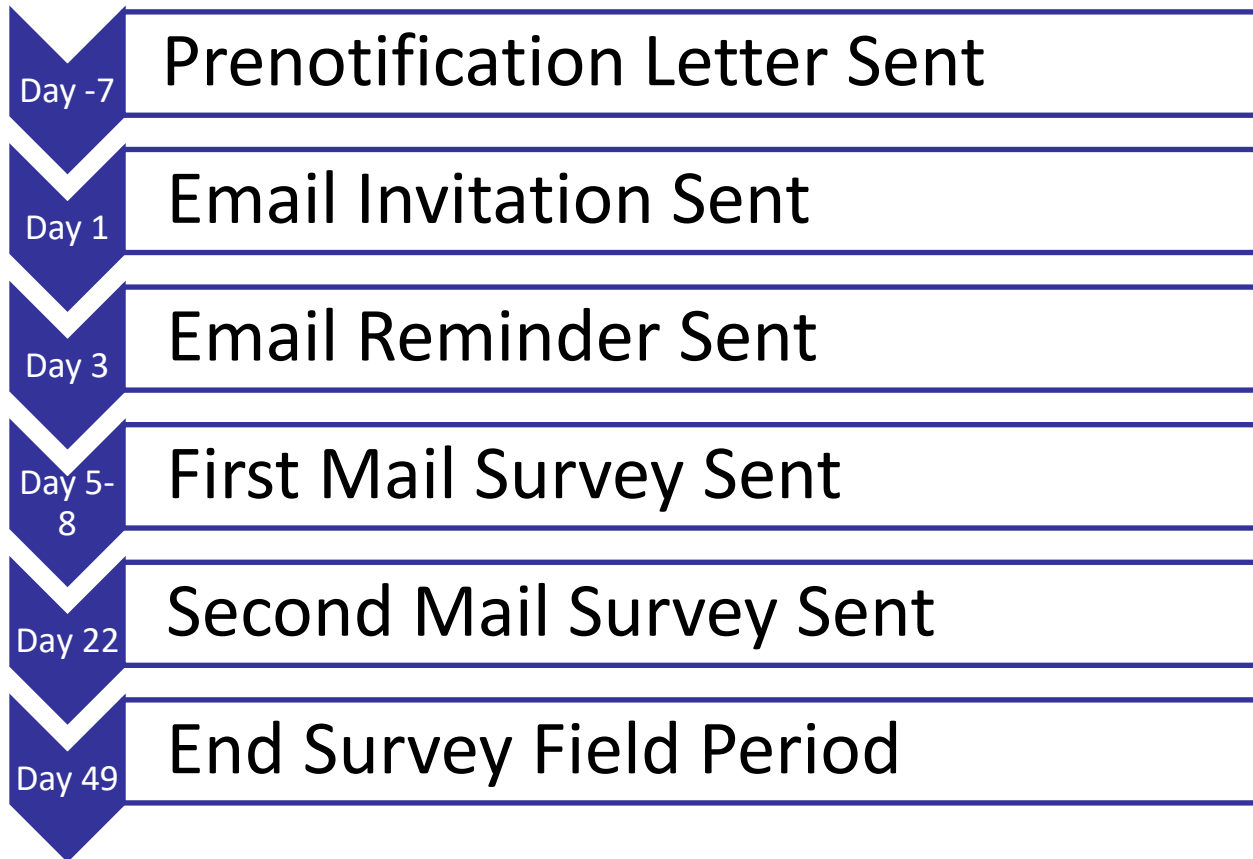 Day -7
Prenotification Letter Sent
Day 1
Email Invitation Sent
Day 3
Email Reminder Sent
Day 5-
8
First Mail Survey Sent
Day 22
Second Mail Survey Sent
Day 49
End Survey Field Period